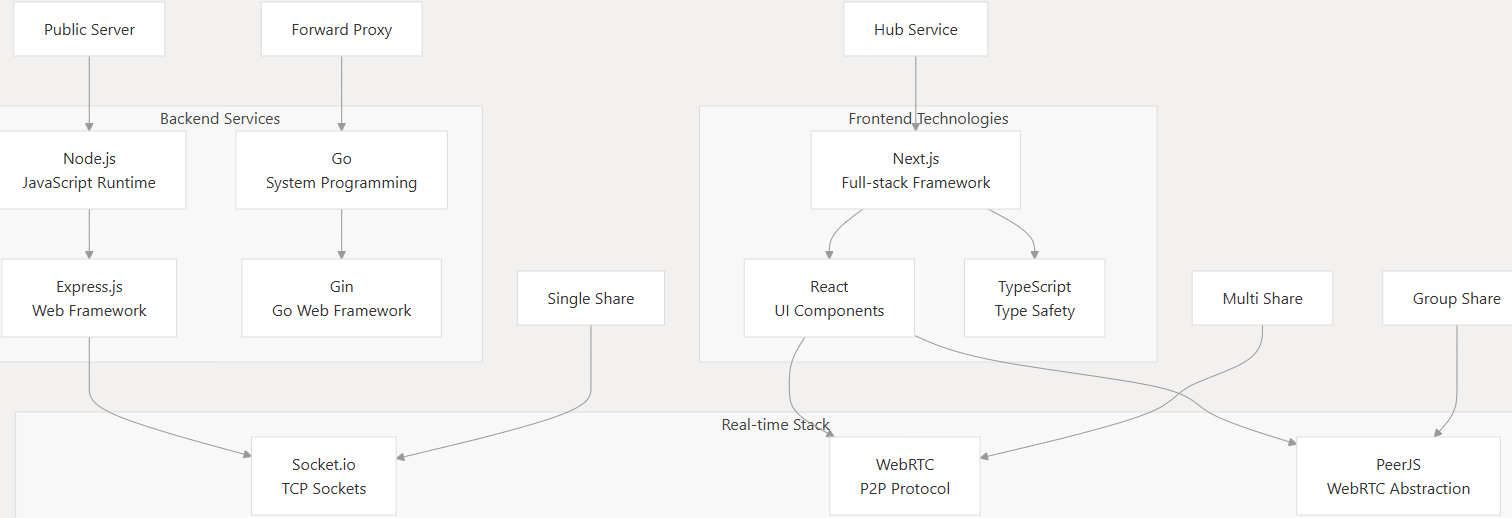 Public Server
Forward Proxy
Hub Service
Backend Services
Frontend Technologies
Node.js
JavaScript Runtime
Go
System Programming
Next.js
Full-stack Framework
Express.js
Web Framework
Gin
Go Web Framework
Single Share
React
UI Components
TypeScript
Type Safety
Multi Share
Group Share
Real-time Stack
Socket.io
TCP Sockets
WebRTC
P2P Protocol
PeerJS
WebRTC Abstraction